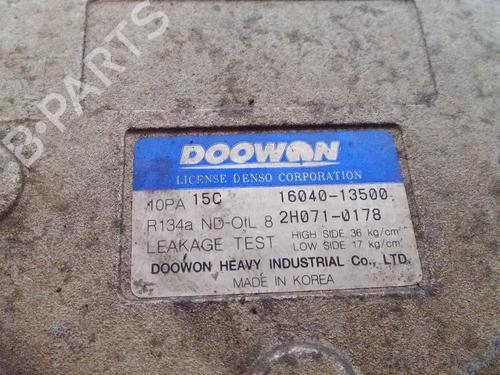 B-PARTS
DOOWON
LICENSE DENSO CORPORATION
10PA 15C 16040-13500
R134a ND-OIL 8 2H071-0178
LEAKAGE TEST HIGH SIDE 36 kg/cm²
LOW SIDE 17 kg/cm²
DOOWON HEAVY INDUSTRIAL Co., LTD.
MADE IN KOREA